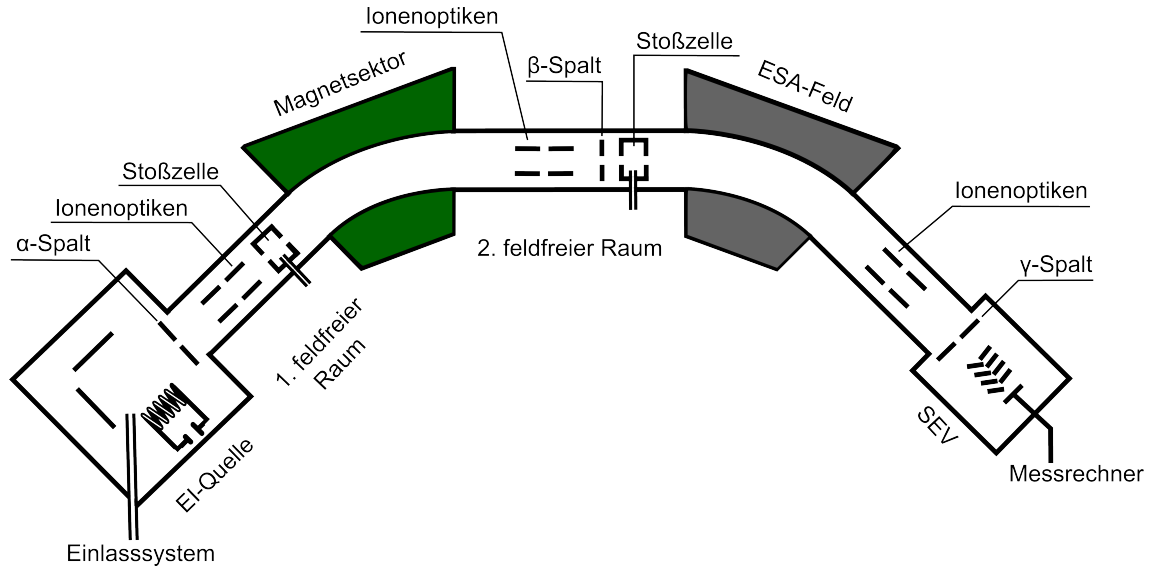 Ionenoptiken
Stoßzelle
β-Spalt
Magnetsektor
ESA-Feld
Stoßzelle
Ionenoptiken
α-Spalt
Ionenoptiken
2. feldfreier Raum
γ-Spalt
1. feldfreier
Raum
SEV
EI-Quelle
Messrechner
Einlasssystem